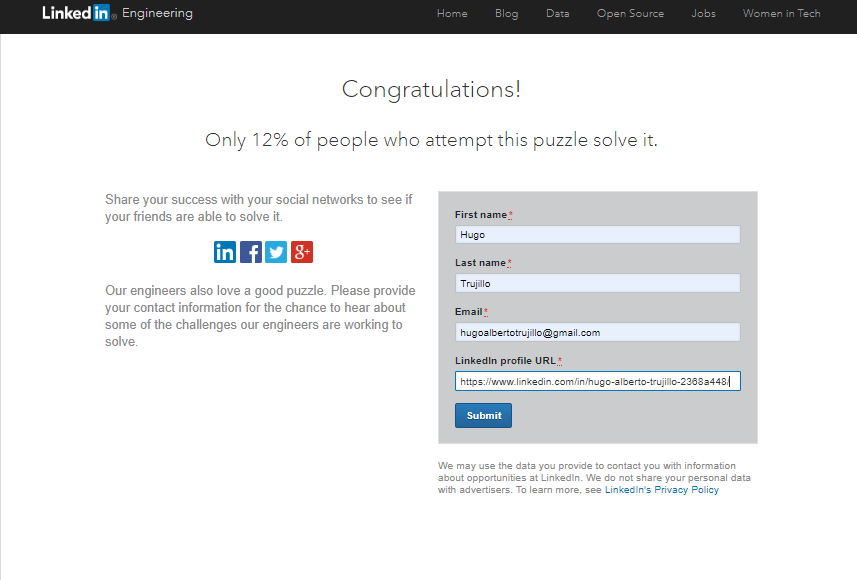 Linked in ® Engineering
Home Blog Data Open Source Jobs Women in Tech
Congratulations!
Only 12% of people who attempt this puzzle solve it.
Share your success with your social networks to see if
your friends are able to solve it.
in f g+
Our engineers also love a good puzzle. Please provide
your contact information for the chance to hear about
some of the challenges our engineers are working to
solve.
First name*
Hugo
Last name*
Trujillo
Email*
hugoalbertotrujillo@gmail.com
LinkedIn profile URL*
https://www.linkedin.com/in/hugo-alberto-trujillo-2368a448/
Submit
We may use the data you provide to contact you with information
about opportunities at LinkedIn. We do not share your personal data
with advertisers. To learn more, see LinkedIn's Privacy Policy